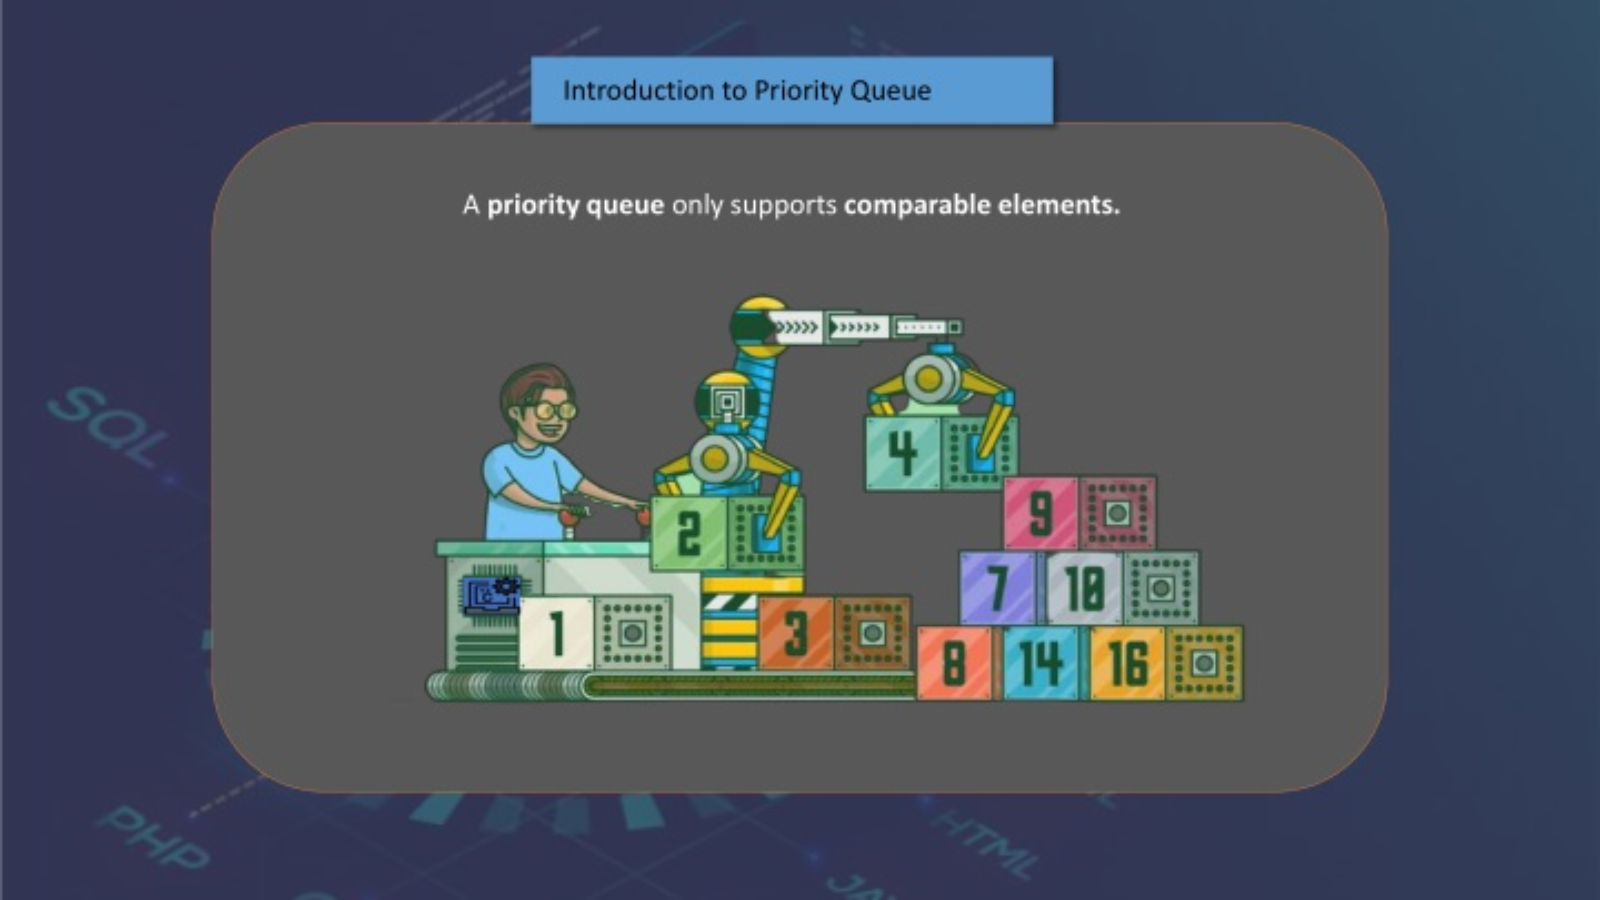 Introduction to Priority Queue
A priority queue only supports comparable elements.
4
2
9
7 10
1
3
8 14 16
SQL
PHP
HTML